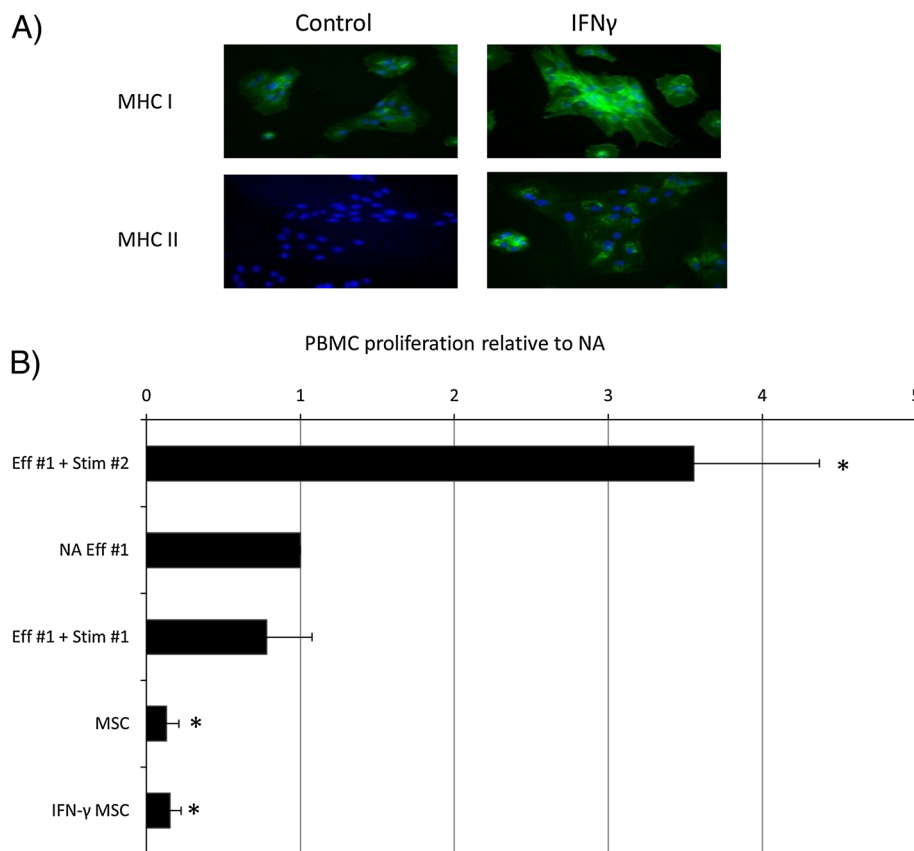 A)
Control
IFNγ
MHC I
MHC II
B)
PBMC proliferation relative to NA
0 1 2 3 4 5
Eff #1 + Stim #2
*
NA Eff #1
Eff #1 + Stim #1
MSC
*
IFN-γ MSC
*